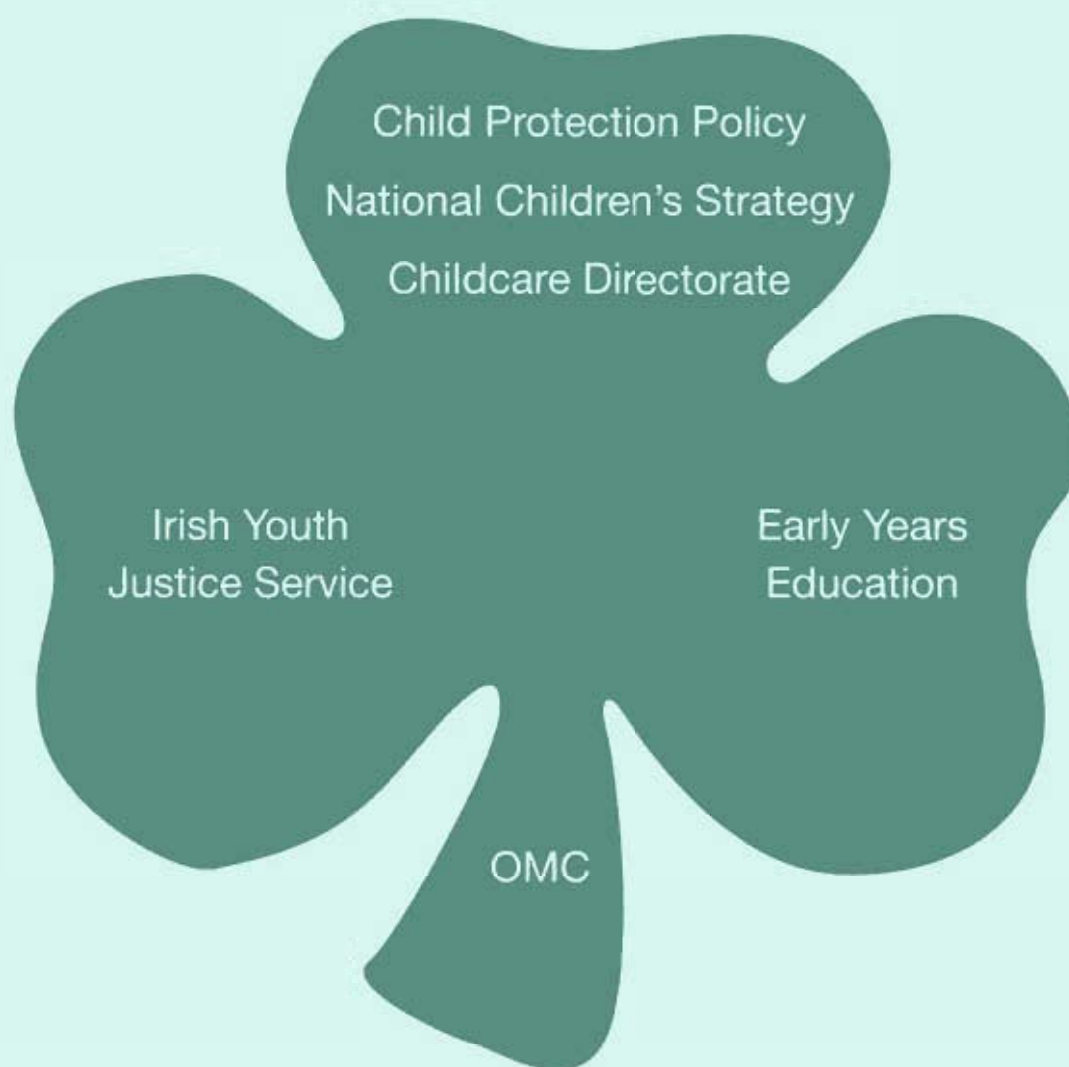 Child Protection Policy
National Children's Strategy
Childcare Directorate
Irish Youth
Justice Service
Early Years
Education
OMC